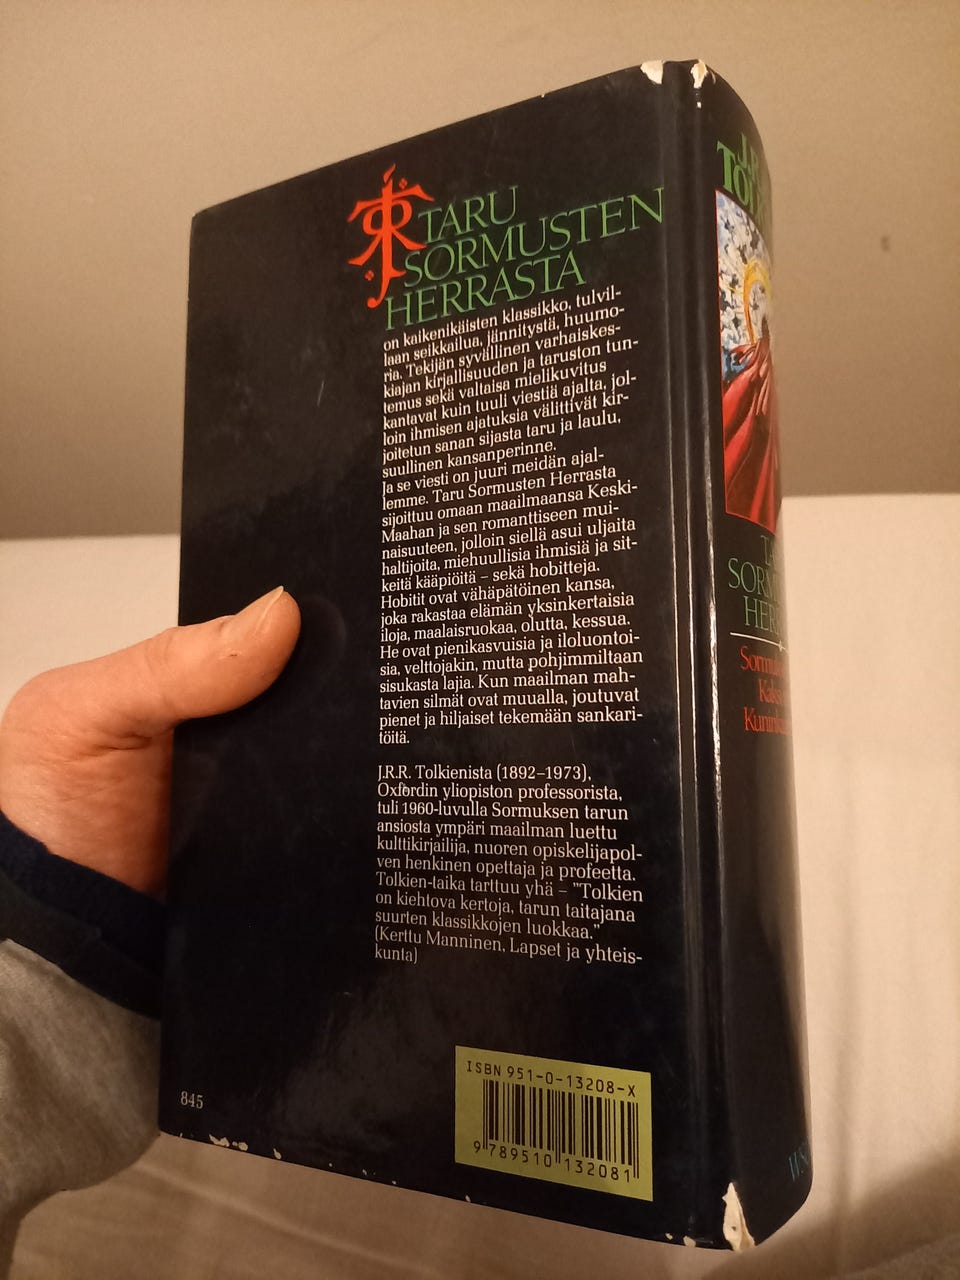 TARU
SORMUSTEN
HERRASTA
on kaikenikäisten klassikko, tulvil-
laan seikkailua, jännitystä, huumo-
ria. Tekijän syvällinen varhaiskes-
kiajan kirjallisuuden ja taruston tun-
temus sekä valtaisa mielikuvitus
kantavat kuin tuuli viestiä ajalta, jol-
loin ihmisen ajatuksia välittivät kir-
joitetun sanan sijasta taru ja laulu,
suullinen kansanperinne.
Ja se viesti on juuri meidän ajal-
lemme. Taru Sormusten Herrasta
sijoittuu omaan maailmaansa Keski-
Maahan ja sen romanttiseen mui-
naisuuteen, jolloin siellä asui uljaita
haltijoita, miehuullisia ihmisiä ja sit-
keitä kääpiöitä – sekä hobitteja.
Hobitit ovat vähäpätöinen kansa,
joka rakastaa elämän yksinkertaisia
iloja, maalaisruokaa, olutta, kessua.
He ovat pienikasvuisia ja iloluontoi-
sia, velttojakin, mutta pohjimmiltaan
sisukasta lajia. Kun maailman mah-
tavien silmät ovat muualla, joutuvat
pienet ja hiljaiset tekemään sankari-
töitä.
J.R.R. Tolkienista (1892–1973),
Oxfordin yliopiston professorista,
tuli 1960-luvulla Sormuksen tarun
ansiosta ympäri maailman luettu
kulttikirjailija, nuoren opiskelijapol-
ven henkinen opettaja ja profeetta.
Tolkien-taika tarttuu yhä – "Tolkien
on kiehtova kertoja, tarun taitajana
suurten klassikkojen luokkaa."
(Kerttu Manninen, Lapset ja yhteis-
kunta)
845
ISBN 951-0-13208-X
9 789510 132081